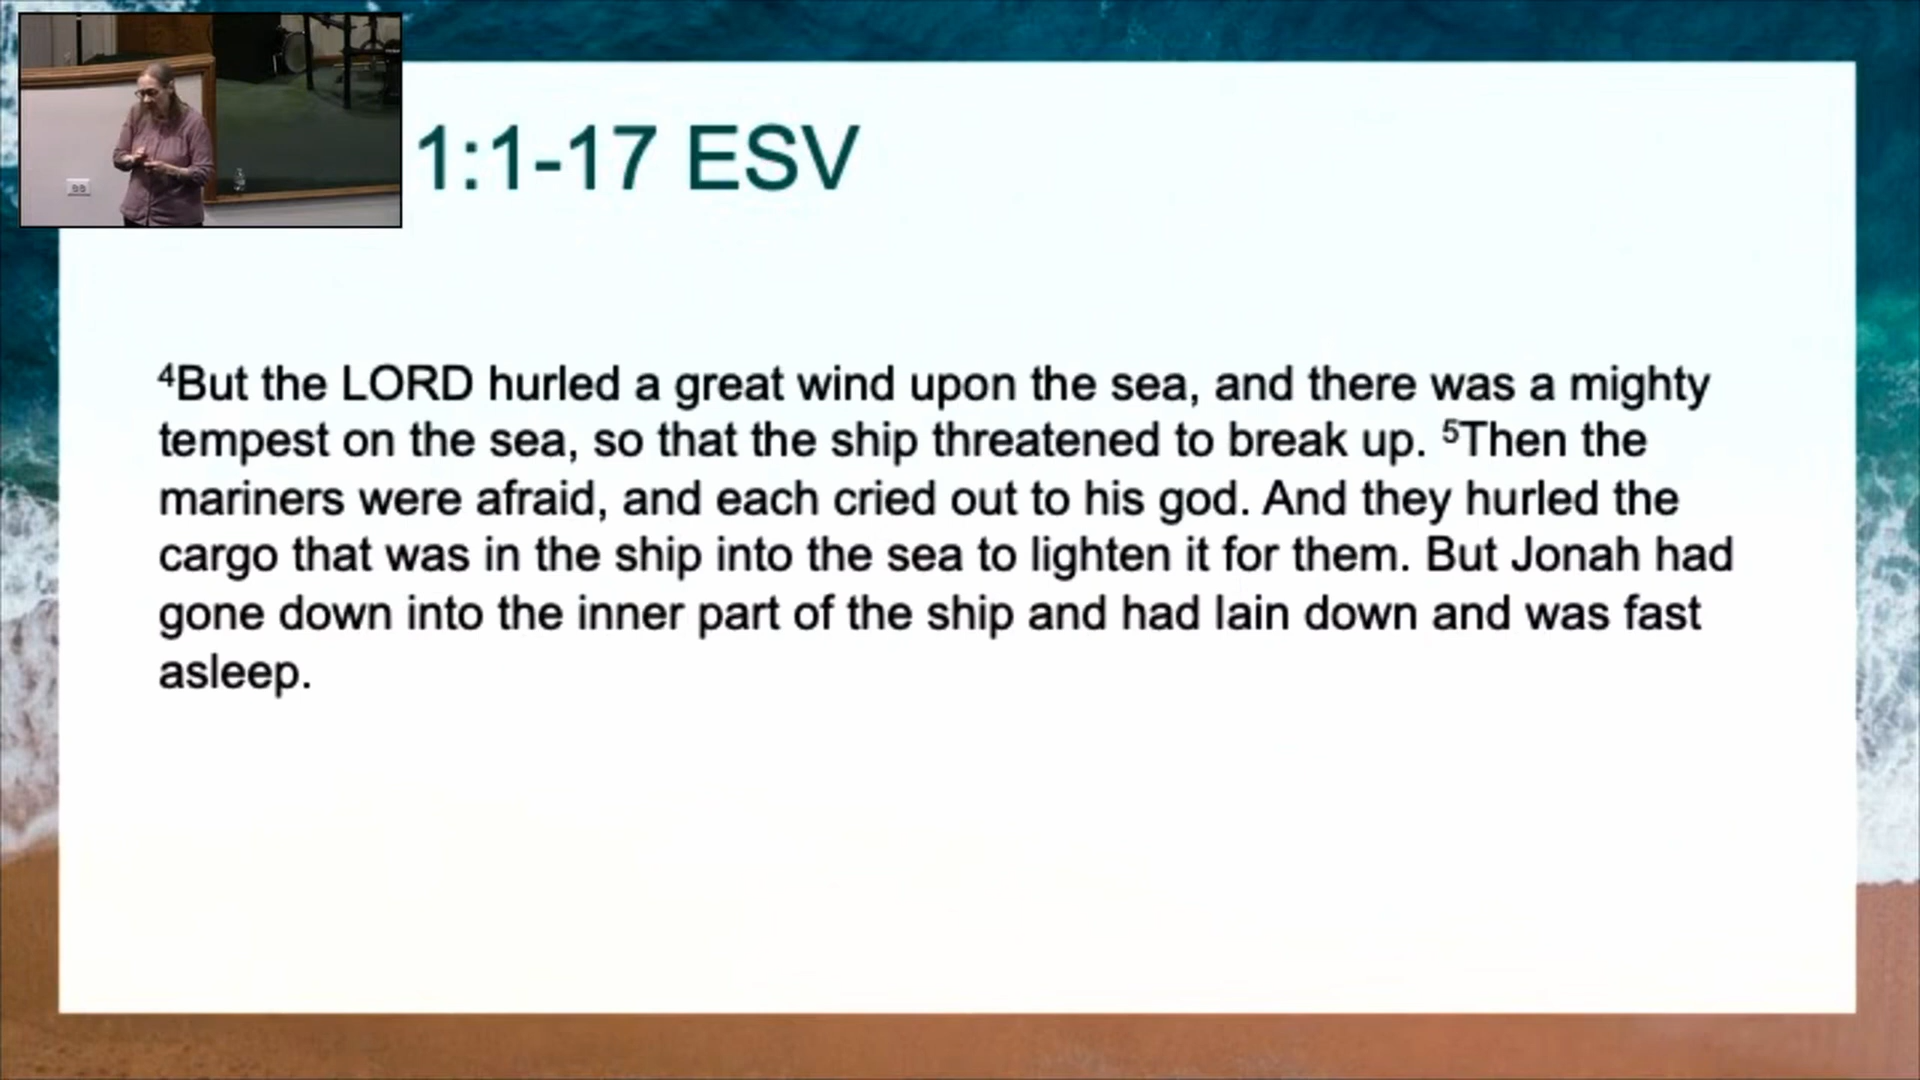 1:1-17 ESV
⁴But the LORD hurled a great wind upon the sea, and there was a mighty
tempest on the sea, so that the ship threatened to break up. ⁵Then the
mariners were afraid, and each cried out to his god. And they hurled the
cargo that was in the ship into the sea to lighten it for them. But Jonah had
gone down into the inner part of the ship and had lain down and was fast
asleep.